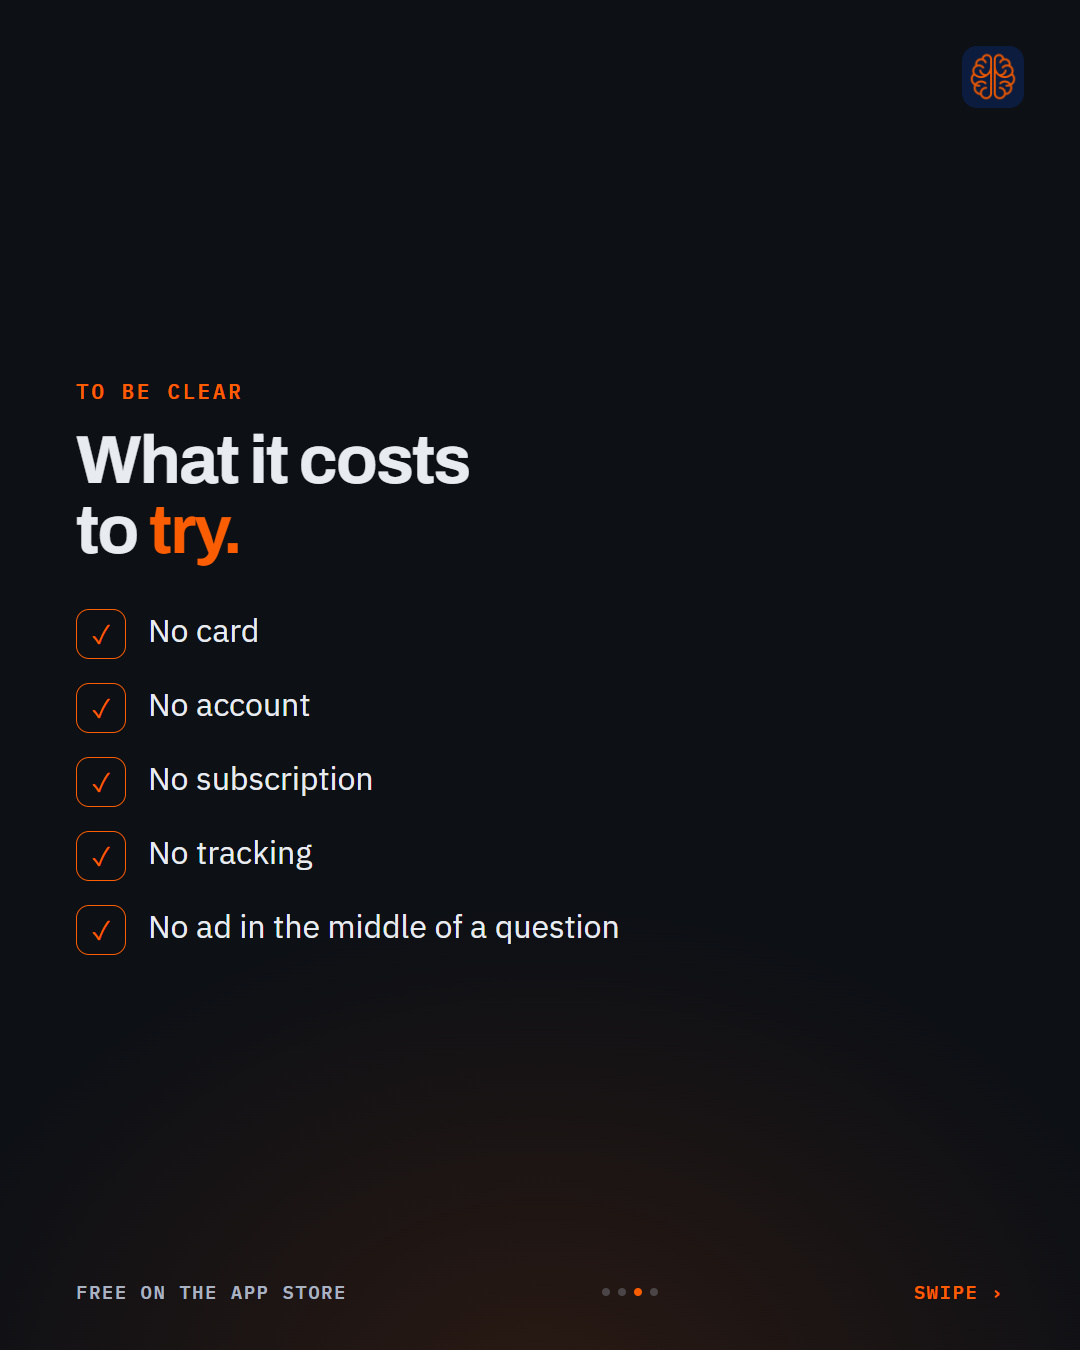 TO BE CLEAR
What it costs
to try.
✓ No card
✓ No account
✓ No subscription
✓ No tracking
✓ No ad in the middle of a question
FREE ON THE APP STORE
SWIPE ›